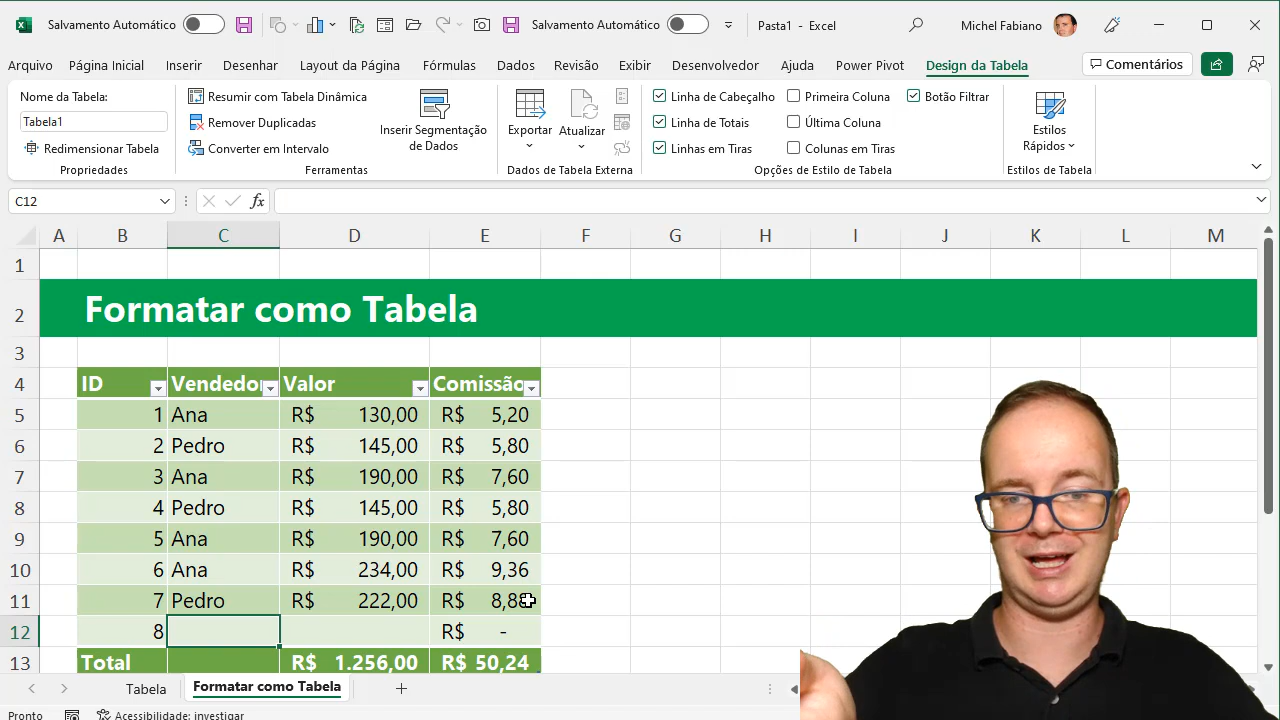 Salvamento Automático Salvamento Automático Pasta1 - Excel Michel Fabiano
Arquivo Página Inicial Inserir Desenhar Layout da Página Fórmulas Dados Revisão Exibir Desenvolvedor Ajuda Power Pivot Design da Tabela Comentários
Nome da Tabela: Resumir com Tabela Dinâmica Linha de Cabeçalho Primeira Coluna Botão Filtrar
Tabela1 Remover Duplicadas Inserir Segmentação de Dados Exportar Atualizar Linha de Totais Última Coluna Estilos Rápidos
Redimensionar Tabela Converter em Intervalo Linhas em Tiras Colunas em Tiras
Propriedades Ferramentas Dados de Tabela Externa Opções de Estilo de Tabela Estilos de Tabela
C12 fx
A B C D E F G H I J K L M
1
2 Formatar como Tabela
3
4 ID Vendedor Valor Comissão
5 1 Ana R$ 130,00 R$ 5,20
6 2 Pedro R$ 145,00 R$ 5,80
7 3 Ana R$ 190,00 R$ 7,60
8 4 Pedro R$ 145,00 R$ 5,80
9 5 Ana R$ 190,00 R$ 7,60
10 6 Ana R$ 234,00 R$ 9,36
11 7 Pedro R$ 222,00 R$ 8,88
12 8 R$ -
13 Total R$ 1.256,00 R$ 50,24
Tabela Formatar como Tabela
Pronto Acessibilidade: investigar